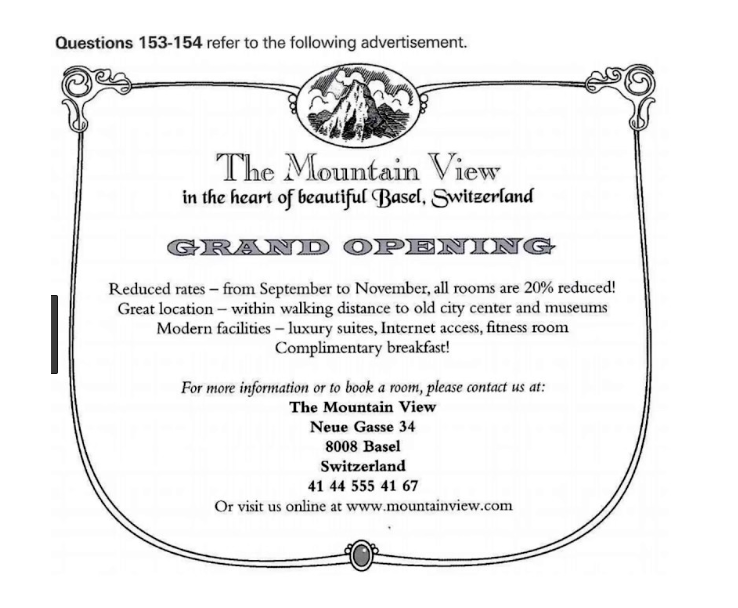 Questions 153-154 refer to the following advertisement.
The Mountain View
in the heart of beautiful Basel, Switzerland
GRAND OPENING
Reduced rates – from September to November, all rooms are 20% reduced!
Great location – within walking distance to old city center and museums
Modern facilities – luxury suites, Internet access, fitness room
Complimentary breakfast!
For more information or to book a room, please contact us at:
The Mountain View
Neue Gasse 34
8008 Basel
Switzerland
41 44 555 41 67
Or visit us online at www.mountainview.com